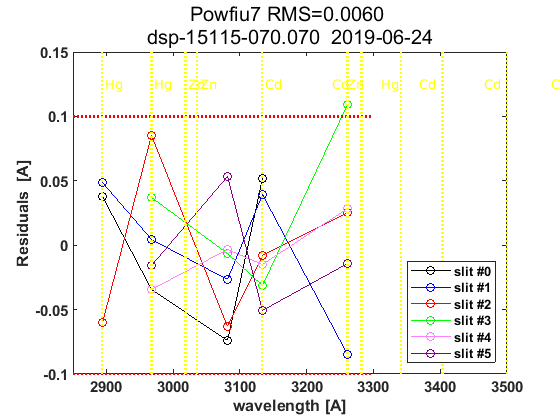 Powfiu7 RMS=0.0060
dsp-15115-070.070 2019-06-24
0.15
0.1
0.05
0
-0.05
-0.1
Residuals [A]
Hg
Hg
Zn
Cd
Hg
Cd
Cd
slit #0
slit #1
slit #2
slit #3
slit #4
slit #5
2900
3000
3100
3200
3300
3400
3500
wavelength [A]